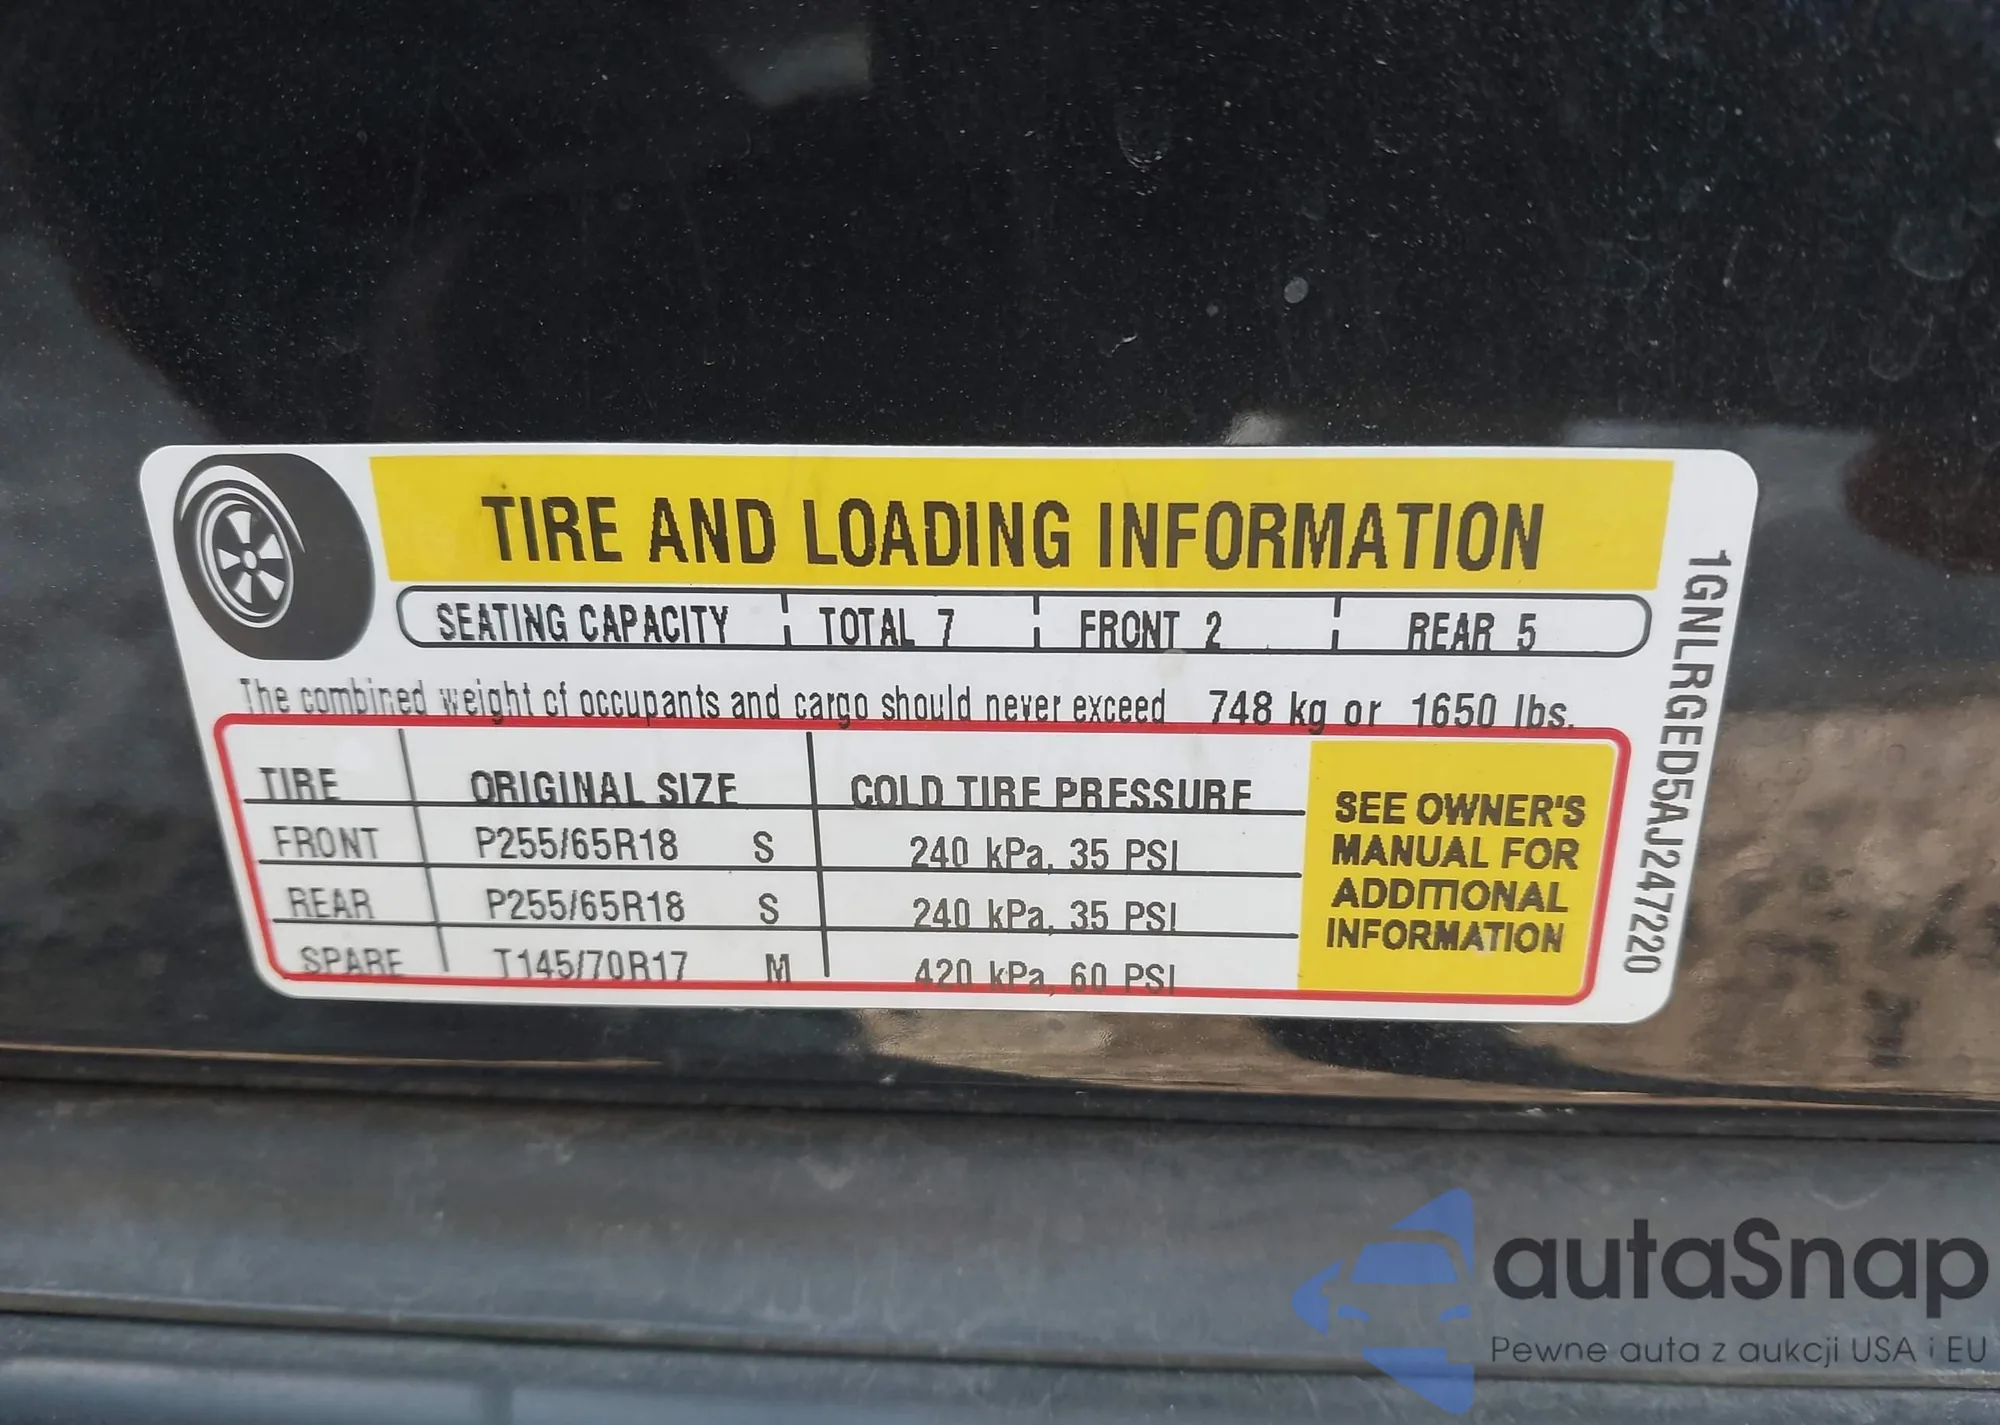 TIRE AND LOADING INFORMATION
SEATING CAPACITY TOTAL 7 FRONT 2 REAR 5
The combined weight of occupants and cargo should never exceed 748 kg or 1650 lbs.
TIRE ORIGINAL SIZE COLD TIRE PRESSURE
FRONT P255/65R18 S 240 kPa, 35 PSI
REAR P255/65R18 S 240 kPa, 35 PSI
SPARE T145/70R17 M 420 kPa, 60 PSI
SEE OWNER'S
MANUAL FOR
ADDITIONAL
INFORMATION
1GNLRGED5AJ247220
autaSnap
Pewne auta z aukcji USA i EU